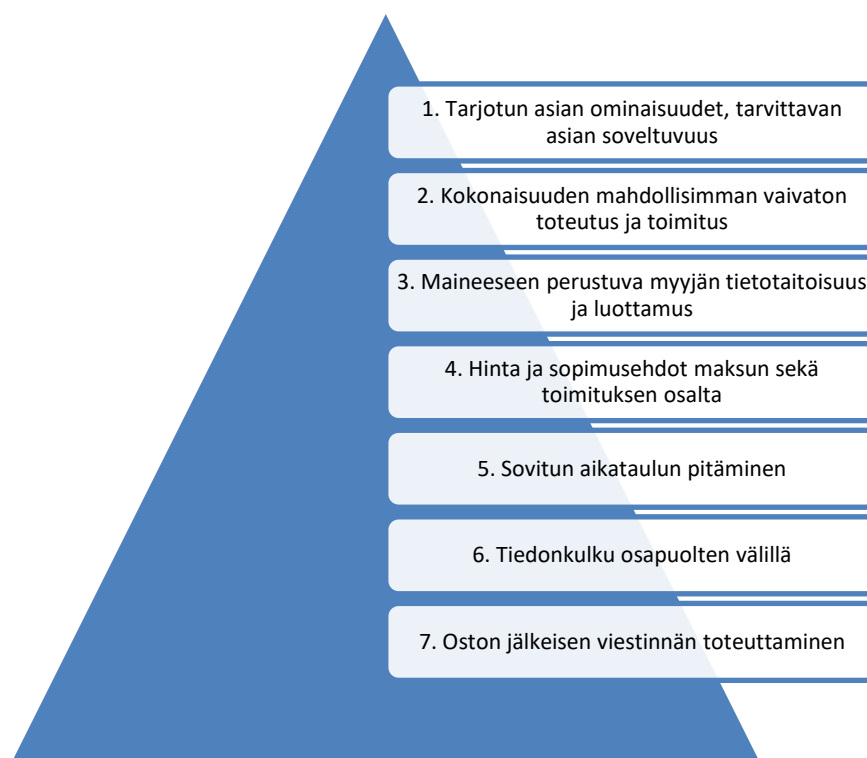 1. Tarjotun asian ominaisuudet, tarvittavan
asian soveltuvuus
2. Kokonaisuuden mahdollisimman vaivaton
toteutus ja toimitus
3. Maineeseen perustuva myyjän tietotaitoisuus
ja luottamus
4. Hinta ja sopimusehdot maksun sekä
toimituksen osalta
5. Sovitun aikataulun pitäminen
6. Tiedonkulku osapuolten välillä
7. Oston jälkeisen viestinnän toteuttaminen